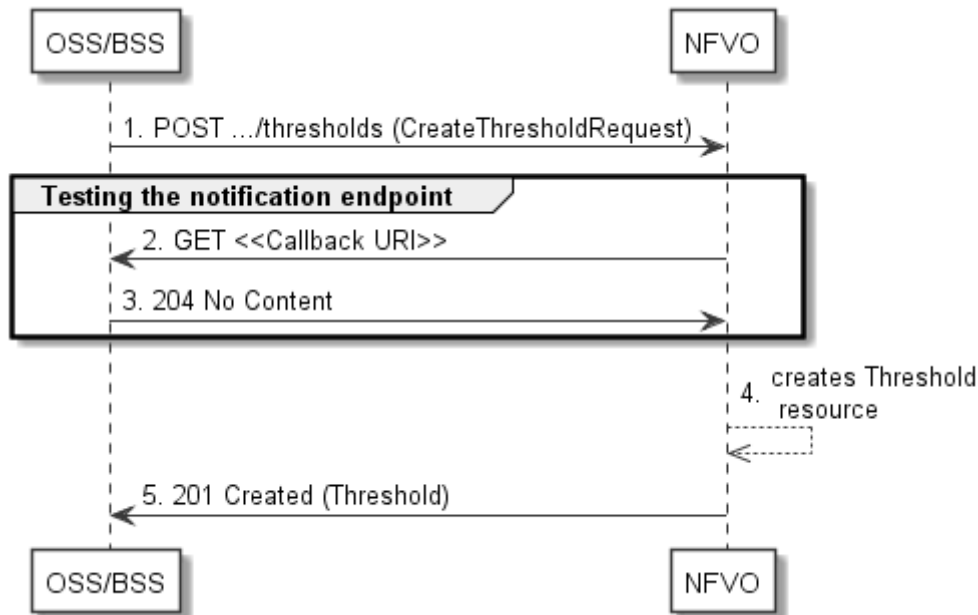 OSS/BSS
NFVO
1. POST .../thresholds (CreateThresholdRequest)
Testing the notification endpoint
2. GET <<Callback URI>>
3. 204 No Content
4. creates Threshold
resource
5. 201 Created (Threshold)
OSS/BSS
NFVO